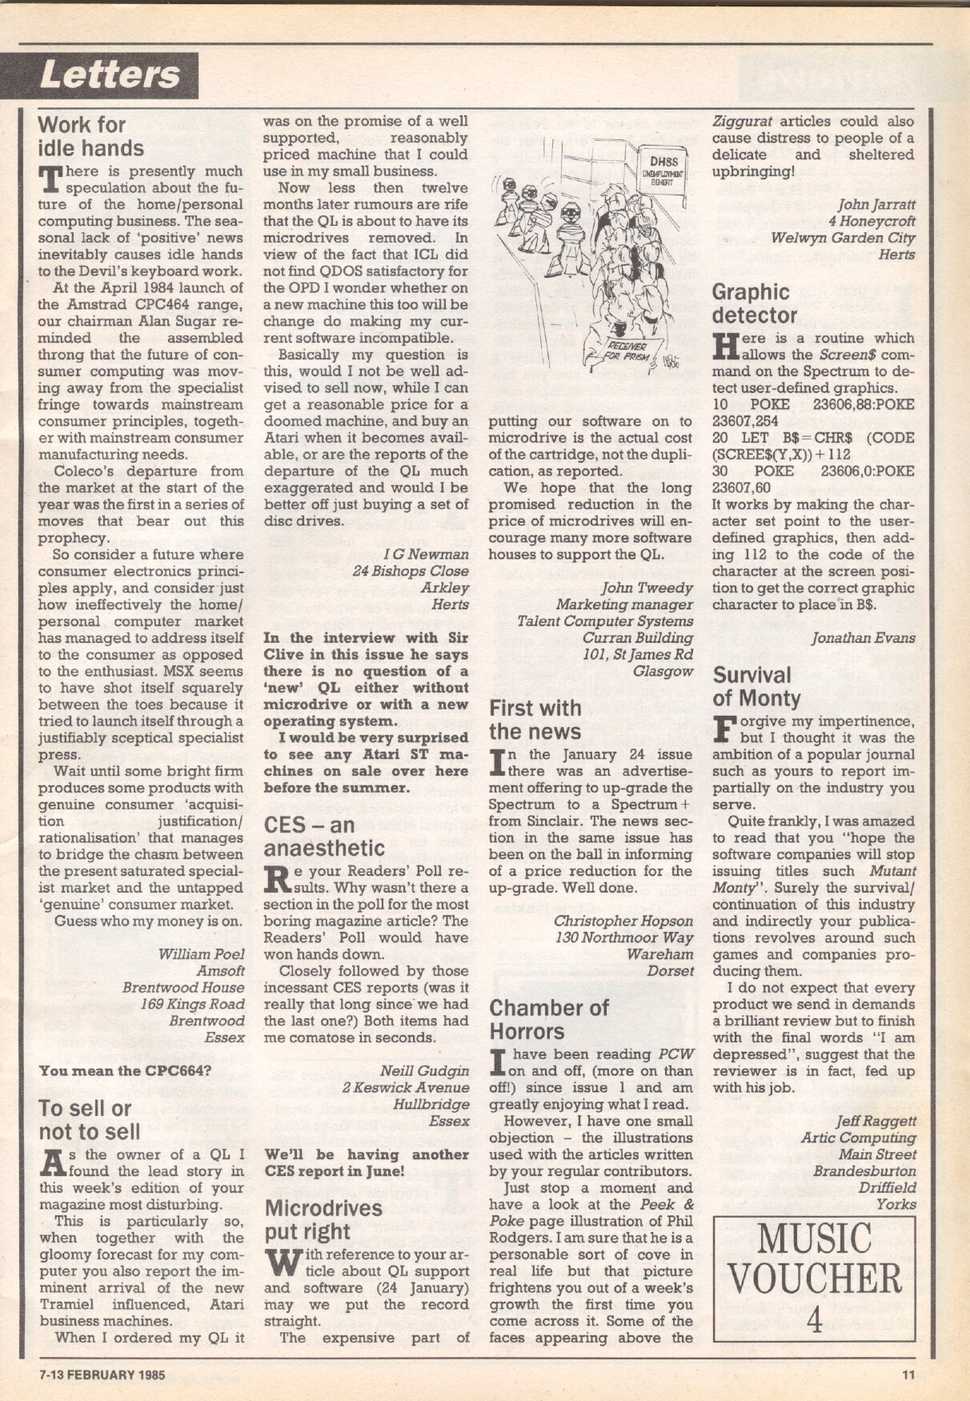 Letters
Work for
idle hands
There is presently much
speculation about the fu-
ture of the home/personal
computing business. The sea-
sonal lack of 'positive' news
inevitably causes idle hands
to the Devil's keyboard work.
At the April 1984 launch of
the Amstrad CPC464 range,
our chairman Alan Sugar re-
minded the assembled
throng that the future of con-
sumer computing was mov-
ing away from the specialist
fringe towards mainstream
consumer principles, togeth-
er with mainstream consumer
manufacturing needs.
Coleco's departure from
the market at the start of the
year was the first in a series of
moves that bear out this
prophecy.
So consider a future where
consumer electronics princi-
ples apply, and consider just
how ineffectively the home/
personal computer market
has managed to address itself
to the consumer as opposed
to the enthusiast. MSX seems
to have shot itself squarely
between the toes because it
tried to launch itself through a
justifiably sceptical specialist
press.
Wait until some bright firm
produces some products with
genuine consumer 'acquisi-
tion justification/
rationalisation' that manages
to bridge the chasm between
the present saturated special-
ist market and the untapped
'genuine' consumer market.
Guess who my money is on.
William Poel
Amsoft
Brentwood House
169 Kings Road
Brentwood
Essex
You mean the CPC664?
To sell or
not to sell
As the owner of a QL I
found the lead story in
this week's edition of your
magazine most disturbing.
This is particularly so,
when together with the
gloomy forecast for my com-
puter you also report the im-
minent arrival of the new
Tramiel influenced, Atari
business machines.
When I ordered my QL it
was on the promise of a well
supported, reasonably
priced machine that I could
use in my small business.
Now less then twelve
months later rumours are rife
that the QL is about to have its
microdrives removed. In
view of the fact that ICL did
not find QDOS satisfactory for
the OPD I wonder whether on
a new machine this too will be
change do making my cur-
rent software incompatible.
Basically my question is
this, would I not be well ad-
vised to sell now, while I can
get a reasonable price for a
doomed machine, and buy an
Atari when it becomes avail-
able, or are the reports of the
departure of the QL much
exaggerated and would I be
better off just buying a set of
disc drives.
I G Newman
24 Bishops Close
Arkley
Herts
In the interview with Sir
Clive in this issue he says
there is no question of a
'new' QL either without
microdrive or with a new
operating system.
I would be very surprised
to see any Atari ST ma-
chines on sale over here
before the summer.
CES – an
anaesthetic
Re your Readers' Poll re-
sults. Why wasn't there a
section in the poll for the most
boring magazine article? The
Readers' Poll would have
won hands down.
Closely followed by those
incessant CES reports (was it
really that long since we had
the last one?) Both items had
me comatose in seconds.
Neill Gudgin
2 Keswick Avenue
Hullbridge
Essex
We'll be having another
CES report in June!
Microdrives
put right
With reference to your ar-
ticle about QL support
and software (24 January)
may we put the record
straight.
The expensive part of
DHSS
UNEMPLOYMENT
BENEFIT
RECEIVER
FOR PRISM
putting our software on to
microdrive is the actual cost
of the cartridge, not the dupli-
cation, as reported.
We hope that the long
promised reduction in the
price of microdrives will en-
courage many more software
houses to support the QL.
John Tweedy
Marketing manager
Talent Computer Systems
Curran Building
101, St James Rd
Glasgow
First with
the news
In the January 24 issue
there was an advertise-
ment offering to up-grade the
Spectrum to a Spectrum+
from Sinclair. The news sec-
tion in the same issue has
been on the ball in informing
of a price reduction for the
up-grade. Well done.
Christopher Hopson
130 Northmoor Way
Wareham
Dorset
Chamber of
Horrors
I have been reading PCW
on and off, (more on than
off!) since issue 1 and am
greatly enjoying what I read.
However, I have one small
objection – the illustrations
used with the articles written
by your regular contributors.
Just stop a moment and
have a look at the Peek &
Poke page illustration of Phil
Rodgers. I am sure that he is a
personable sort of cove in
real life but that picture
frightens you out of a week's
growth the first time you
come across it. Some of the
faces appearing above the
Ziggurat articles could also
cause distress to people of a
delicate and sheltered
upbringing!
John Jarratt
4 Honeycroft
Welwyn Garden City
Herts
Graphic
detector
Here is a routine which
allows the Screen$ com-
mand on the Spectrum to de-
tect user-defined graphics.
10 POKE 23606,88:POKE
23607,254
20 LET B$=CHR$ (CODE
(SCREE$(Y,X))+112
30 POKE 23606,0:POKE
23607,60
It works by making the char-
acter set point to the user-
defined graphics, then add-
ing 112 to the code of the
character at the screen posi-
tion to get the correct graphic
character to place in B$.
Jonathan Evans
Survival
of Monty
Forgive my impertinence,
but I thought it was the
ambition of a popular journal
such as yours to report im-
partially on the industry you
serve.
Quite frankly, I was amazed
to read that you "hope the
software companies will stop
issuing titles such Mutant
Monty". Surely the survival/
continuation of this industry
and indirectly your publica-
tions revolves around such
games and companies pro-
ducing them.
I do not expect that every
product we send in demands
a brilliant review but to finish
with the final words "I am
depressed", suggest that the
reviewer is in fact, fed up
with his job.
Jeff Raggett
Artic Computing
Main Street
Brandesburton
Driffield
Yorks
MUSIC
VOUCHER
4
7-13 FEBRUARY 1985
11